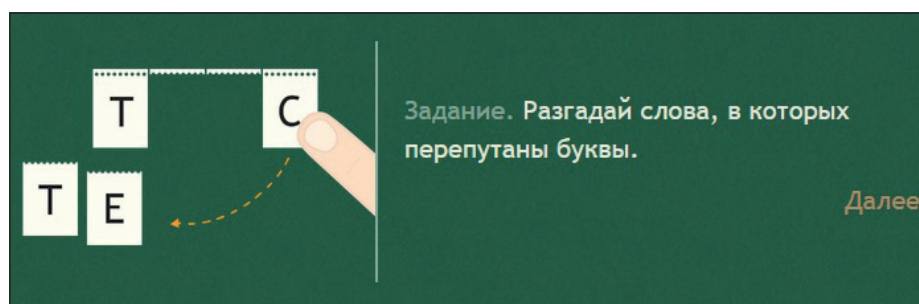 Т С
Т Е
Задание. Разгадай слова, в которых
перепутаны буквы.
Далее